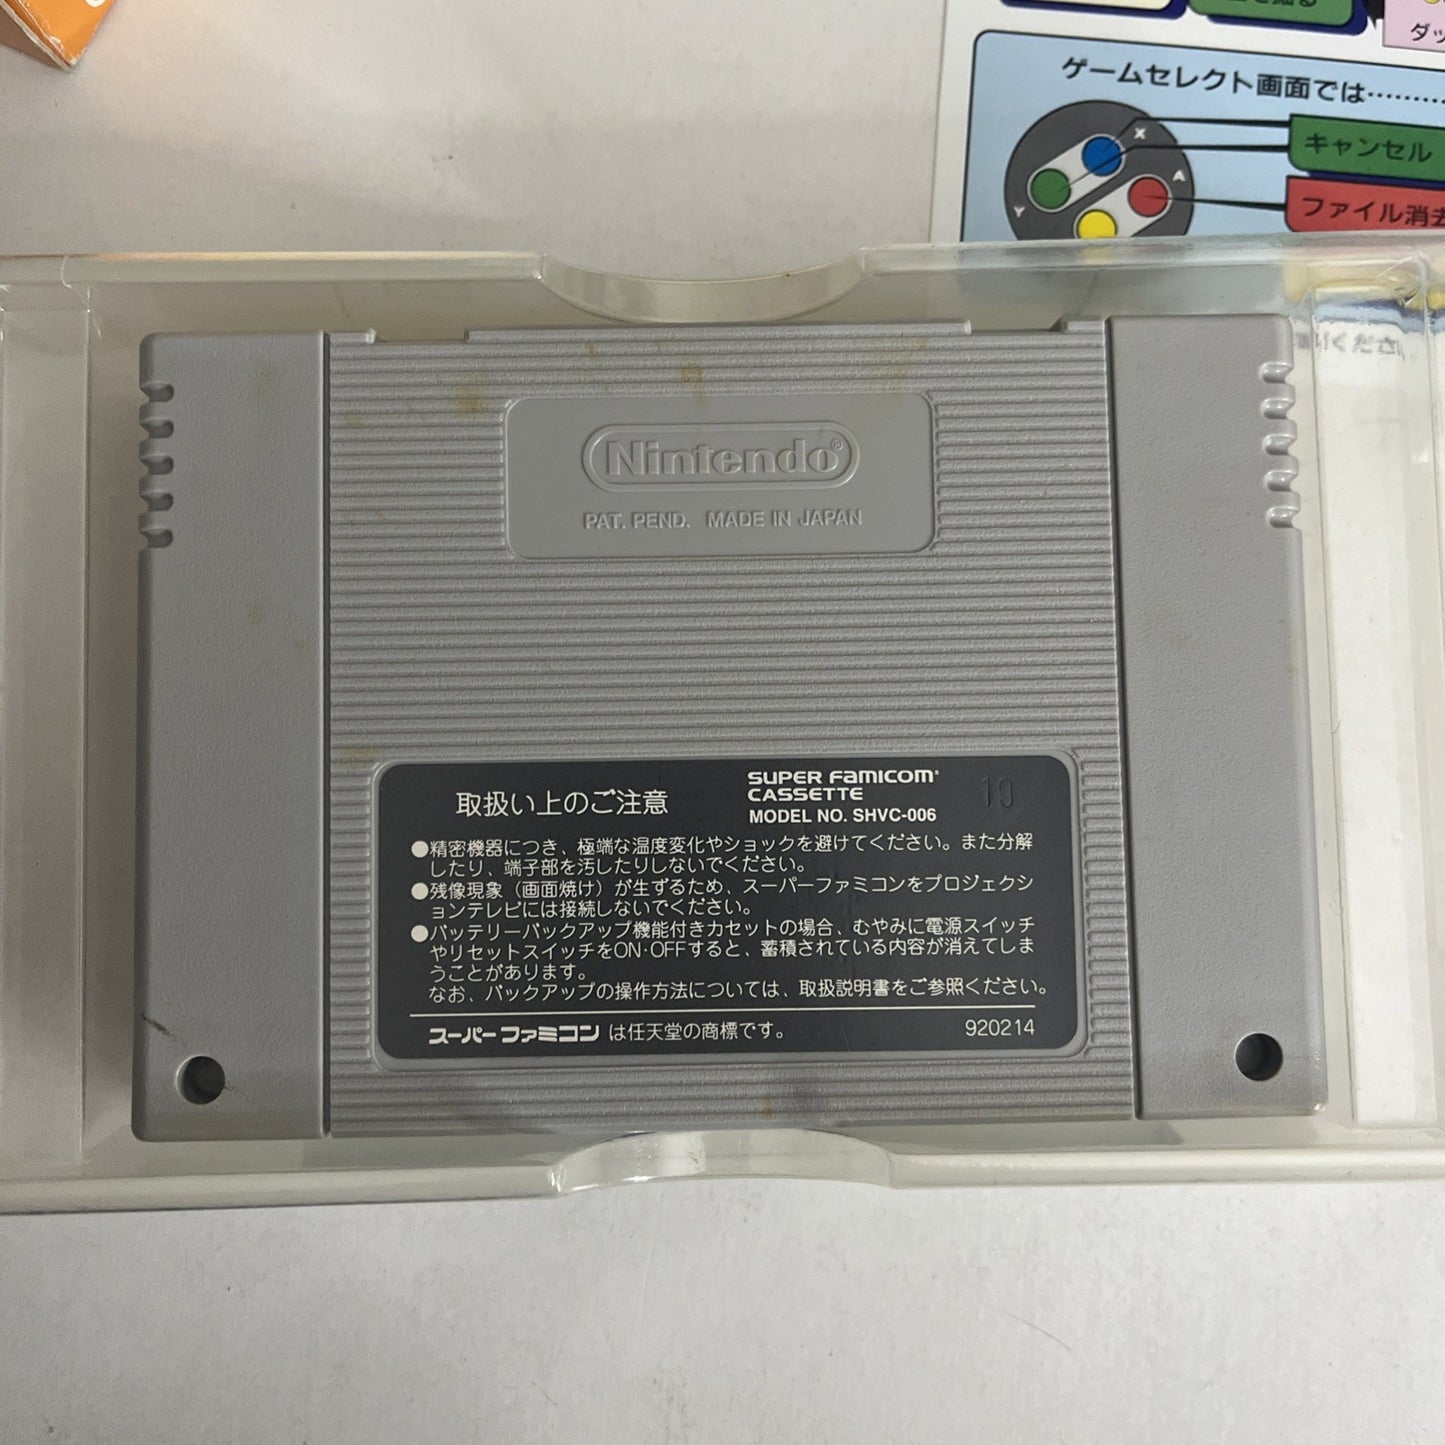 ゲームセレクト画面では………
X
キャンセル
A
Y
ファイル消去
Nintendo®
PAT. PEND. MADE IN JAPAN
取扱い上のご注意
SUPER FAMICOM
CASSETTE
MODEL NO. SHVC-006
19
●精密機器につき、極端な温度変化やショックを避けてください。また分解
したり、端子部を汚したりしないでください。
●残像現象(画面焼け)が生ずるため、スーパーファミコンをプロジェクシ
ョンテレビには接続しないでください。
●バッテリーバックアップ機能付きカセットの場合、むやみに電源スイッチ
やリセットスイッチをON·OFFすると、蓄積されている内容が消えてしま
うことがあります。
なお、バックアップの操作方法については、取扱説明書をご参照ください。
スーパーファミコンは任天堂の商標です。
920214